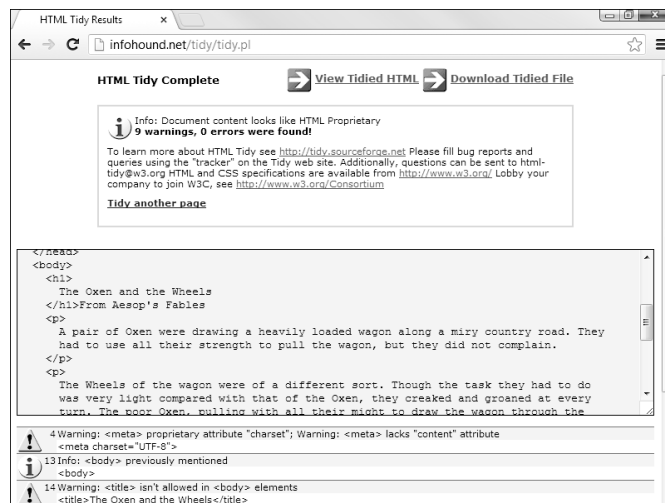 HTML Tidy Results
infohound.net/tidy/tidy.pl
HTML Tidy Complete View Tidied HTML Download Tidied File
Info: Document content looks like HTML Proprietary
9 warnings, 0 errors were found!
To learn more about HTML Tidy see http://tidy.sourceforge.net Please fill bug reports and
queries using the "tracker" on the Tidy web site. Additionally, questions can be sent to html-
tidy@w3.org HTML and CSS specifications are available from http://www.w3.org/ Lobby your
company to join W3C, see http://www.w3.org/Consortium
Tidy another page
</head>
<body>
<h1>
The Oxen and the Wheels
</h1>From Aesop's Fables
<p>
A pair of Oxen were drawing a heavily loaded wagon along a miry country road. They
had to use all their strength to pull the wagon, but they did not complain.
</p>
<p>
The Wheels of the wagon were of a different sort. Though the task they had to do
was very light compared with that of the Oxen, they creaked and groaned at every
turn. The poor Oxen, pulling with all their might to draw the wagon through the
4 Warning: <meta> proprietary attribute "charset"; Warning: <meta> lacks "content" attribute
<meta charset="UTF-8">
13 Info: <body> previously mentioned
<body>
14 Warning: <title> isn't allowed in <body> elements
<title>The Oxen and the Wheels</title>